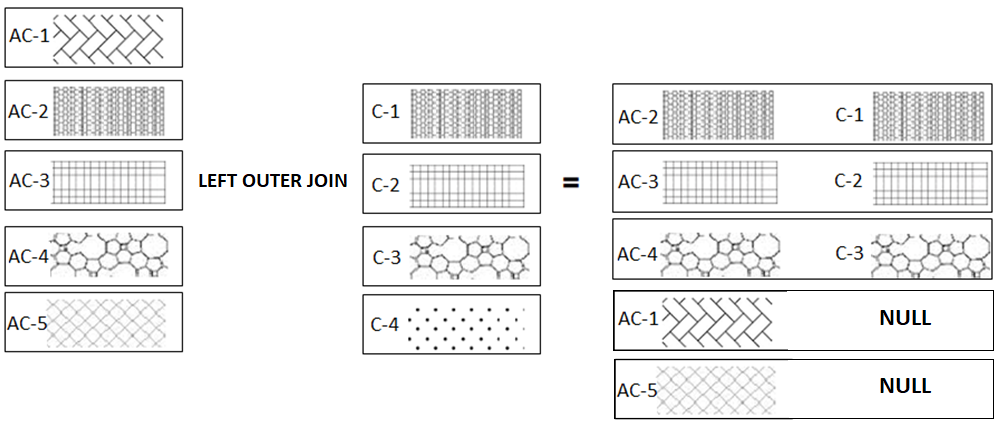 AC-1
AC-2
AC-3
AC-4
AC-5
LEFT OUTER JOIN
C-1
C-2
C-3
C-4
=
AC-2 C-1
AC-3 C-2
AC-4 C-3
AC-1 NULL
AC-5 NULL